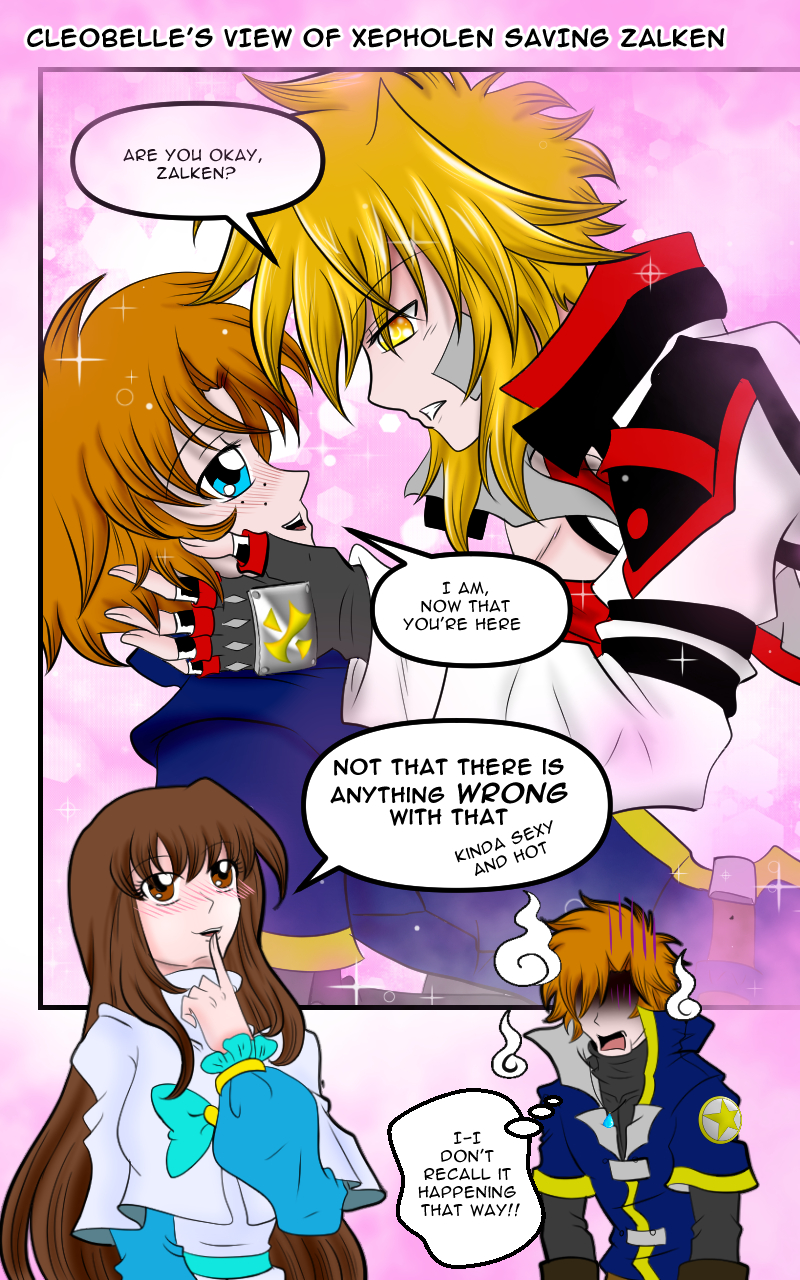 CLEOBELLE'S VIEW OF XEPHOLEN SAVING ZALKEN
ARE YOU OKAY,
ZALKEN?
I AM,
NOW THAT
YOU'RE HERE
NOT THAT THERE IS
ANYTHING WRONG
WITH THAT
KINDA SEXY
AND HOT
I-I
DON'T
RECALL IT
HAPPENING
THAT WAY!!